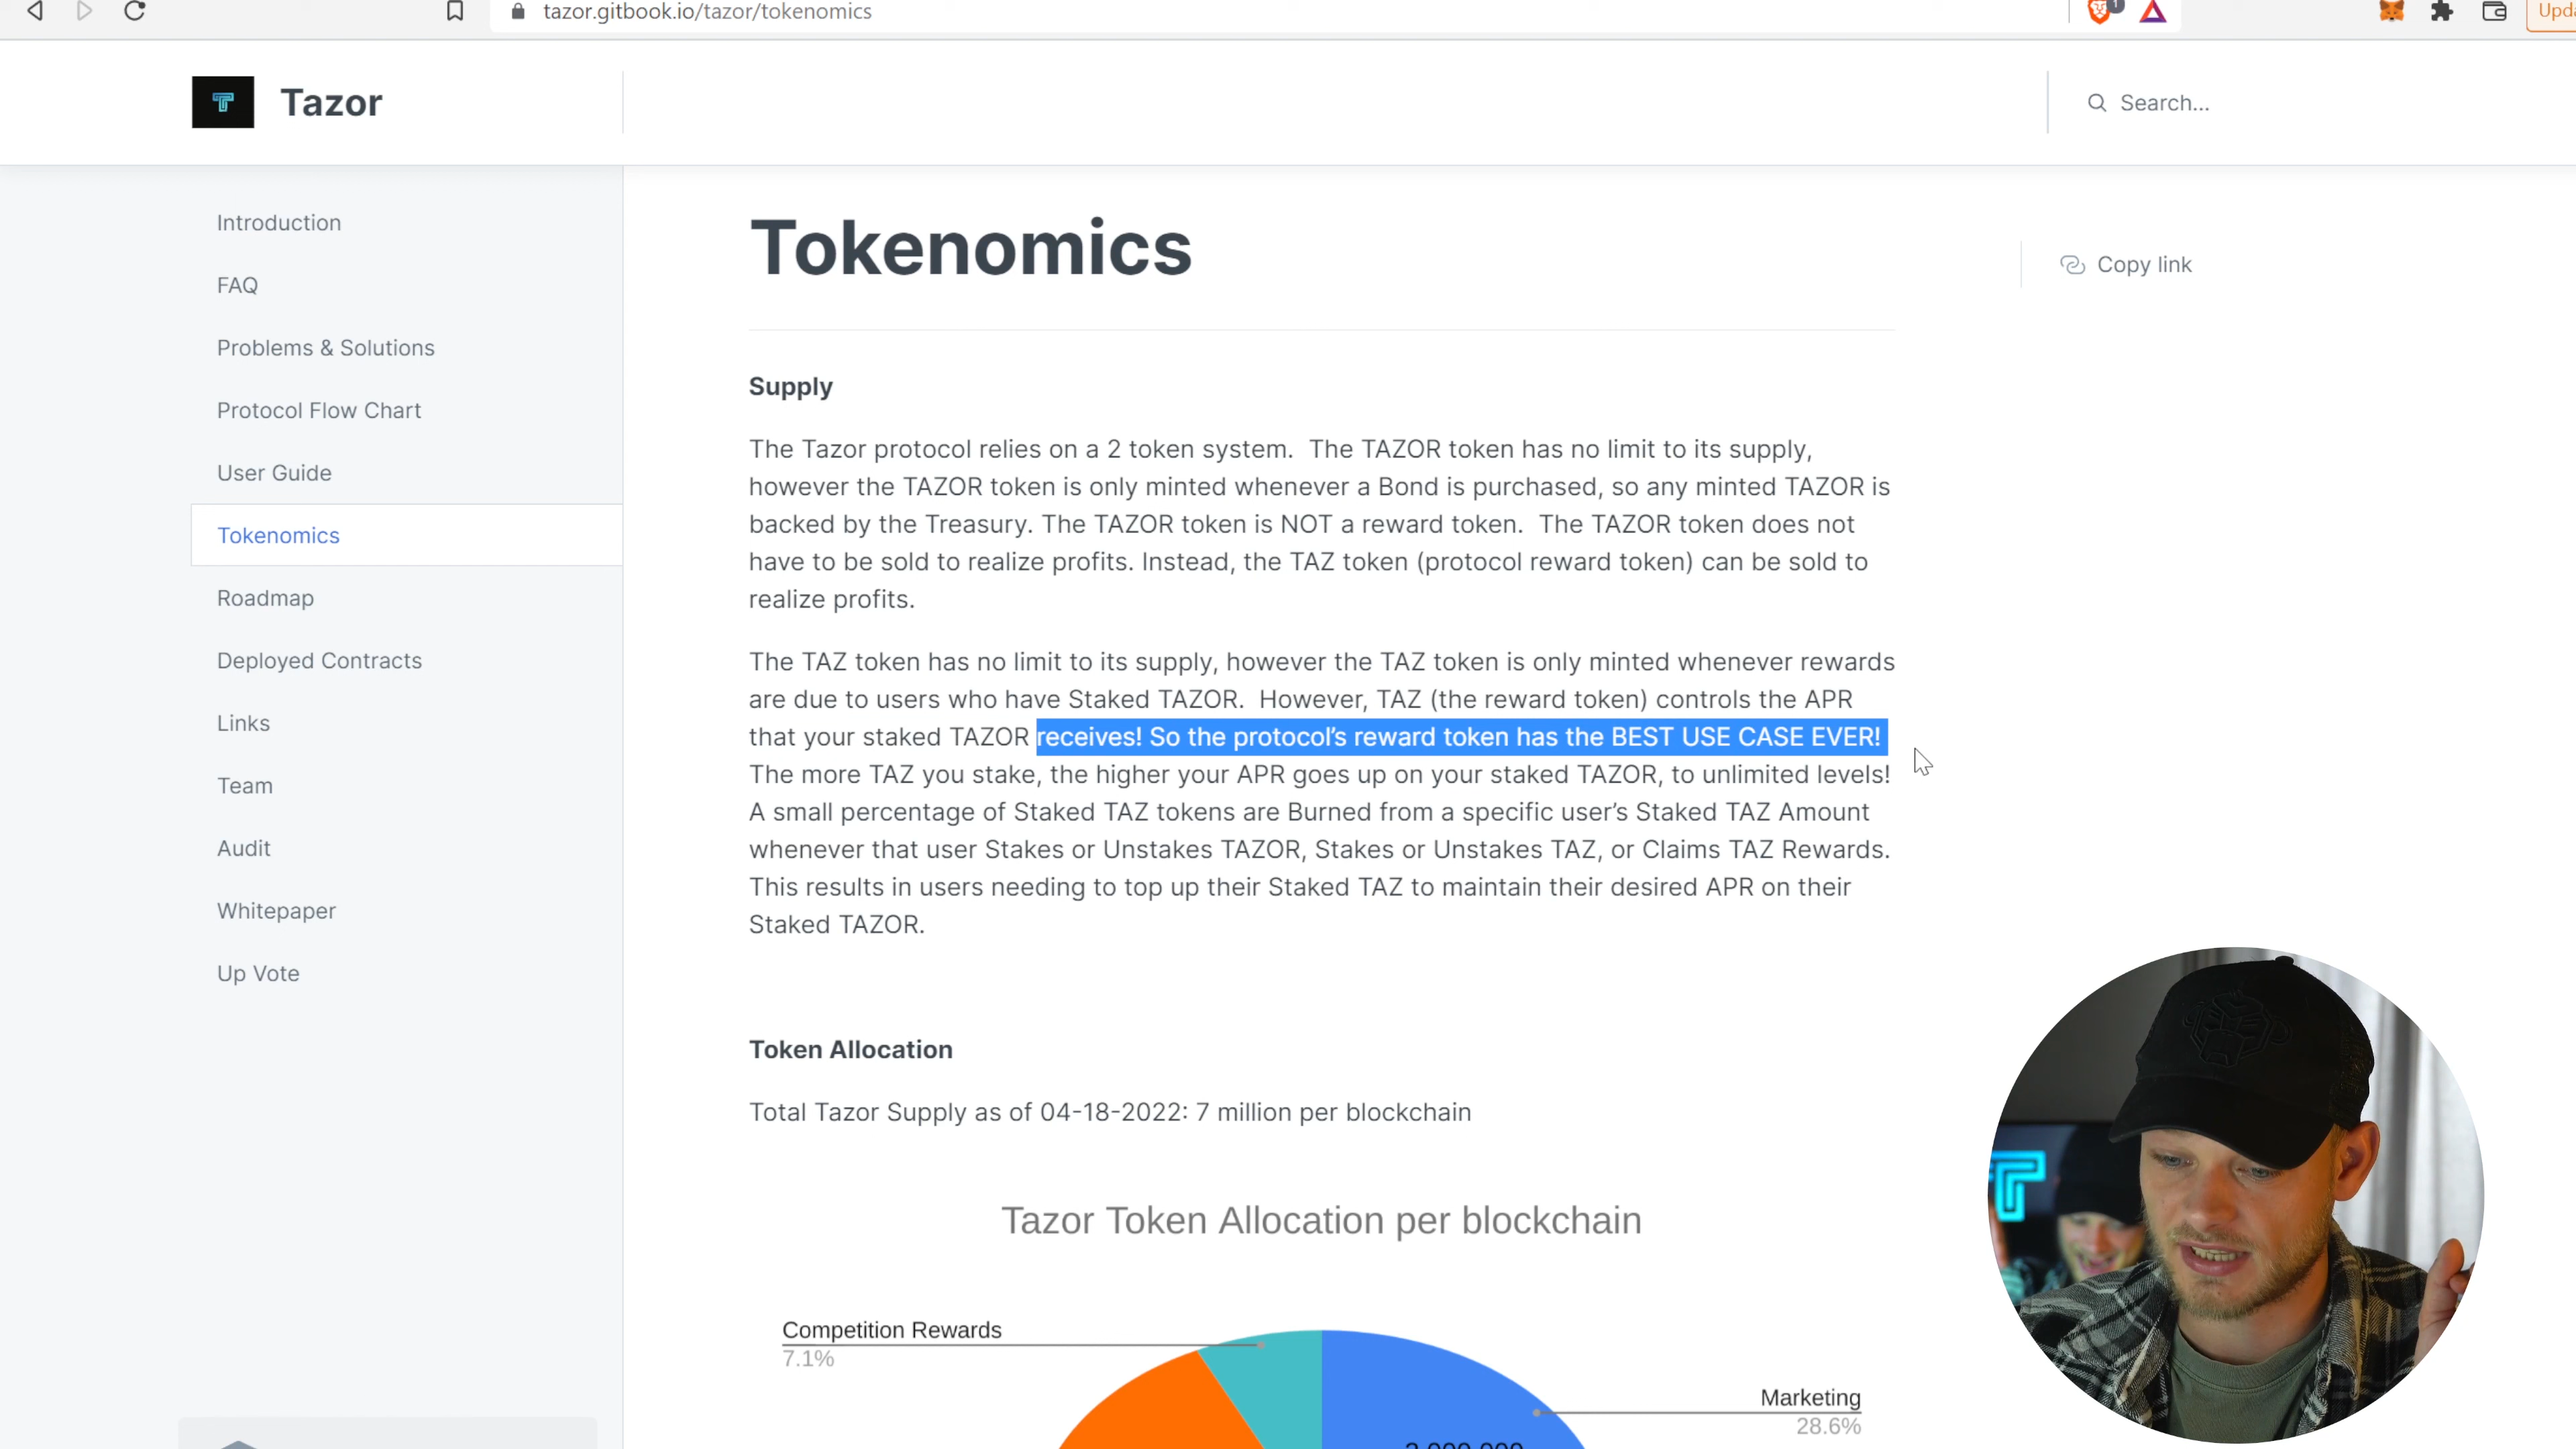 tazor.gitbook.io/tazor/tokenomics
1
Tazor
Search...
Introduction
FAQ
Problems & Solutions
Protocol Flow Chart
User Guide
Tokenomics
Roadmap
Deployed Contracts
Links
Team
Audit
Whitepaper
Up Vote
Tokenomics
Copy link
Supply
The Tazor protocol relies on a 2 token system.  The TAZOR token has no limit to its supply,
however the TAZOR token is only minted whenever a Bond is purchased, so any minted TAZOR is
backed by the Treasury. The TAZOR token is NOT a reward token.  The TAZOR token does not
have to be sold to realize profits. Instead, the TAZ token (protocol reward token) can be sold to
realize profits.
The TAZ token has no limit to its supply, however the TAZ token is only minted whenever rewards
are due to users who have Staked TAZOR.  However, TAZ (the reward token) controls the APR
that your staked TAZOR receives! So the protocol’s reward token has the BEST USE CASE EVER!
The more TAZ you stake, the higher your APR goes up on your staked TAZOR, to unlimited levels!
A small percentage of Staked TAZ tokens are Burned from a specific user’s Staked TAZ Amount
whenever that user Stakes or Unstakes TAZOR, Stakes or Unstakes TAZ, or Claims TAZ Rewards.
This results in users needing to top up their Staked TAZ to maintain their desired APR on their
Staked TAZOR.
Token Allocation
Total Tazor Supply as of 04-18-2022: 7 million per blockchain
Tazor Token Allocation per blockchain
Competition Rewards
7.1%
Marketing
28.6%